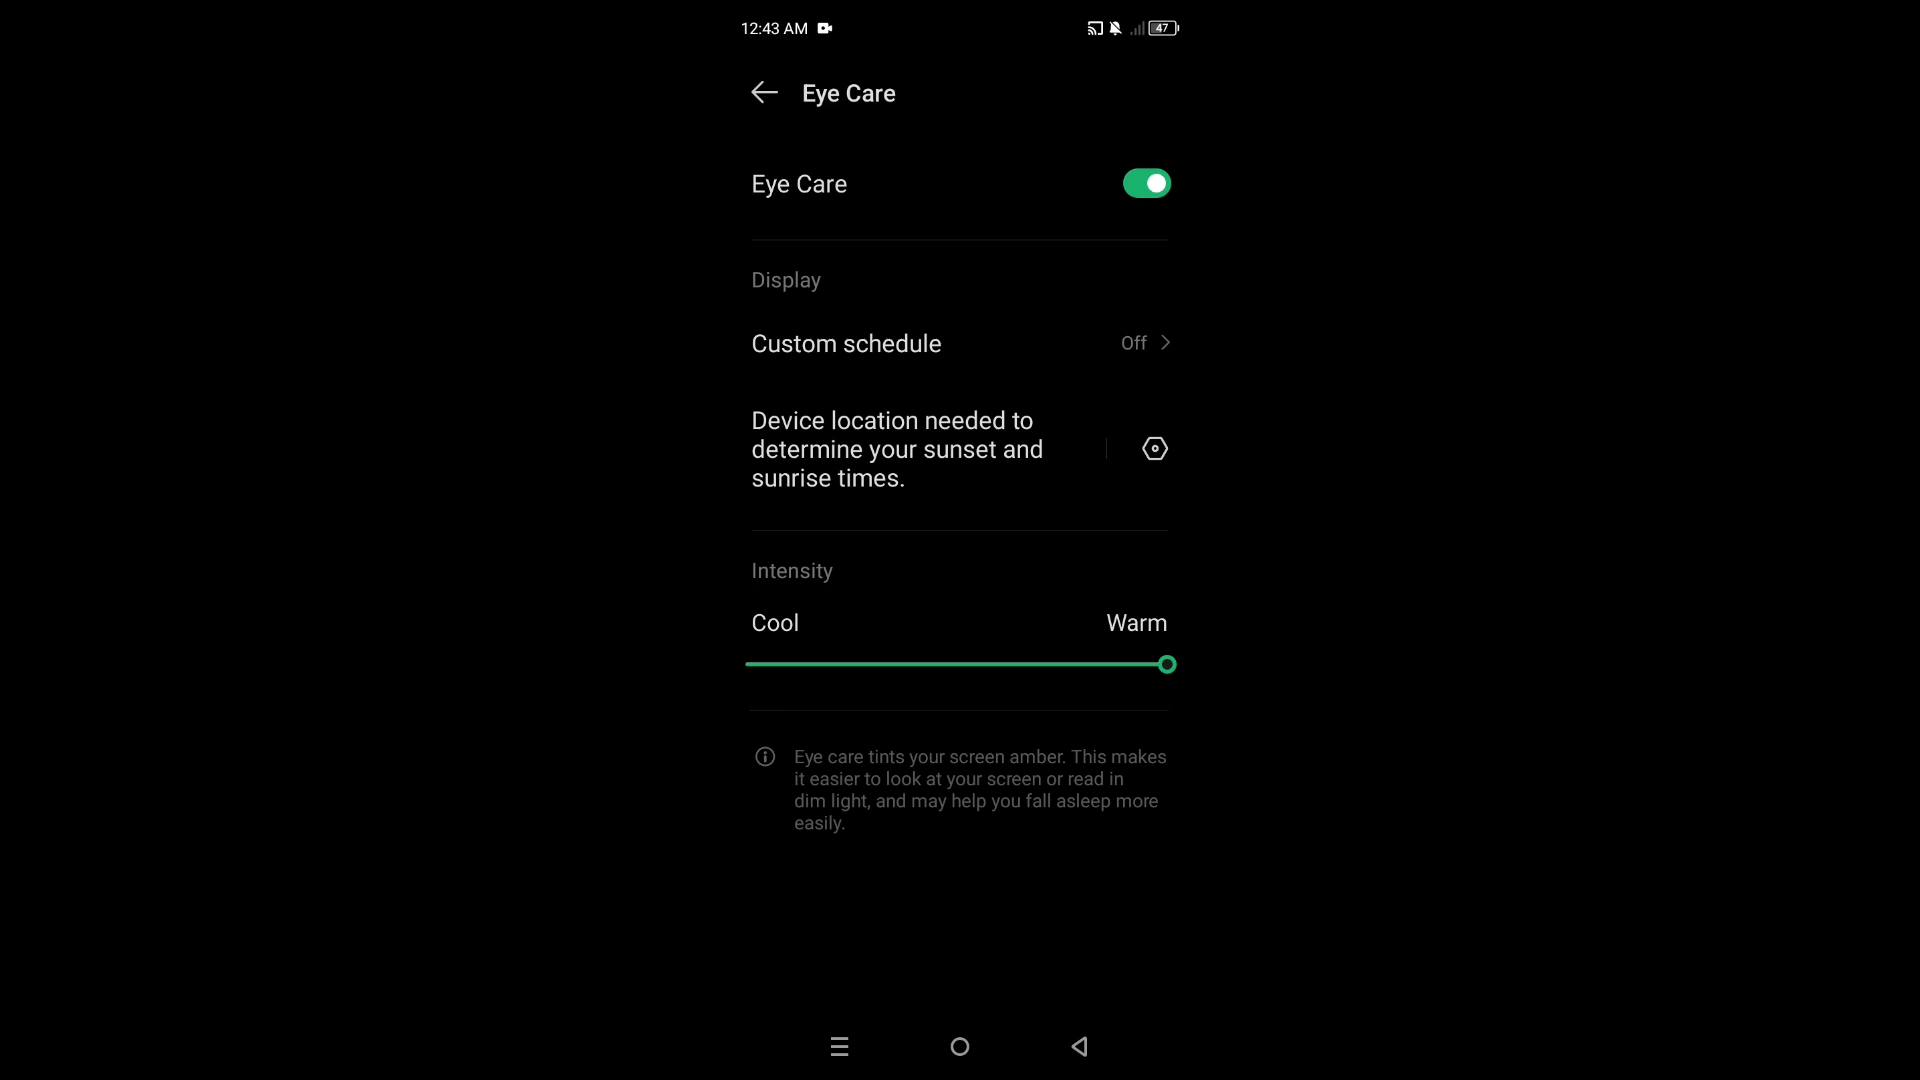 12:43 AM
47
Eye Care
Eye Care
Display
Custom schedule
Off
Device location needed to
determine your sunset and
sunrise times.
Intensity
Cool
Warm
Eye care tints your screen amber. This makes
it easier to look at your screen or read in
dim light, and may help you fall asleep more
easily.